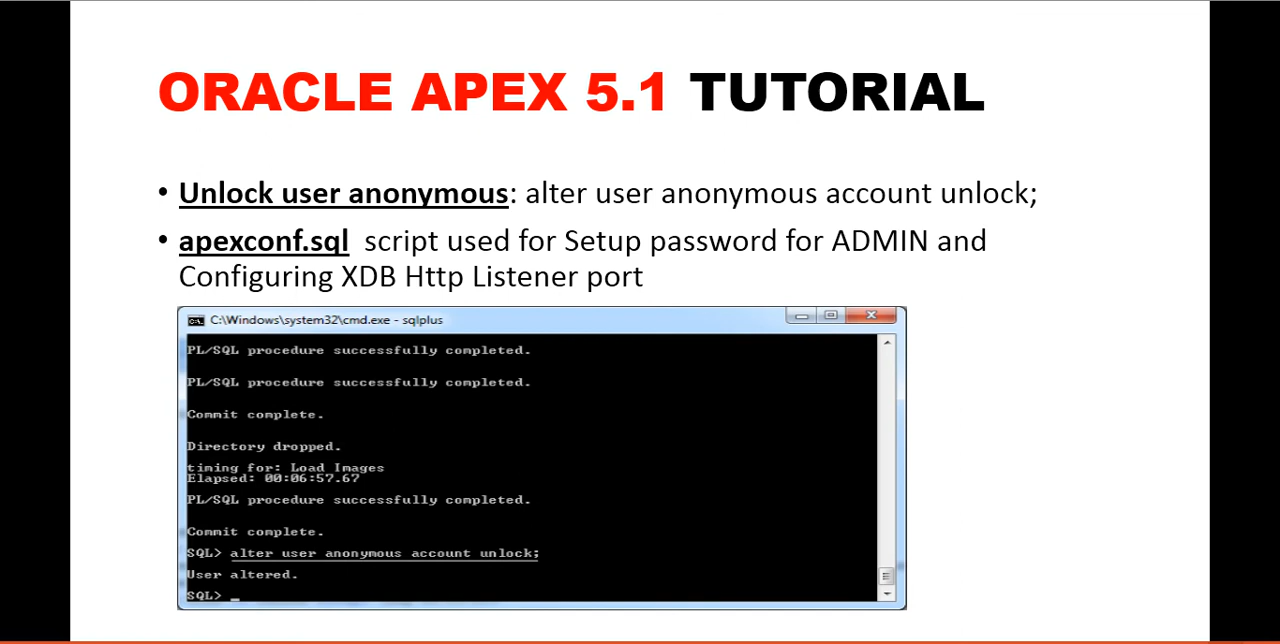 ORACLE APEX 5.1 TUTORIAL
• Unlock user anonymous: alter user anonymous account unlock;
• apexconf.sql script used for Setup password for ADMIN and
Configuring XDB Http Listener port
C:\Windows\system32\cmd.exe - sqlplus
PL/SQL procedure successfully completed.
PL/SQL procedure successfully completed.
Commit complete.
Directory dropped.
timing for: Load Images
Elapsed: 00:06:57.67
PL/SQL procedure successfully completed.
Commit complete.
SQL> alter user anonymous account unlock;
User altered.
SQL> _